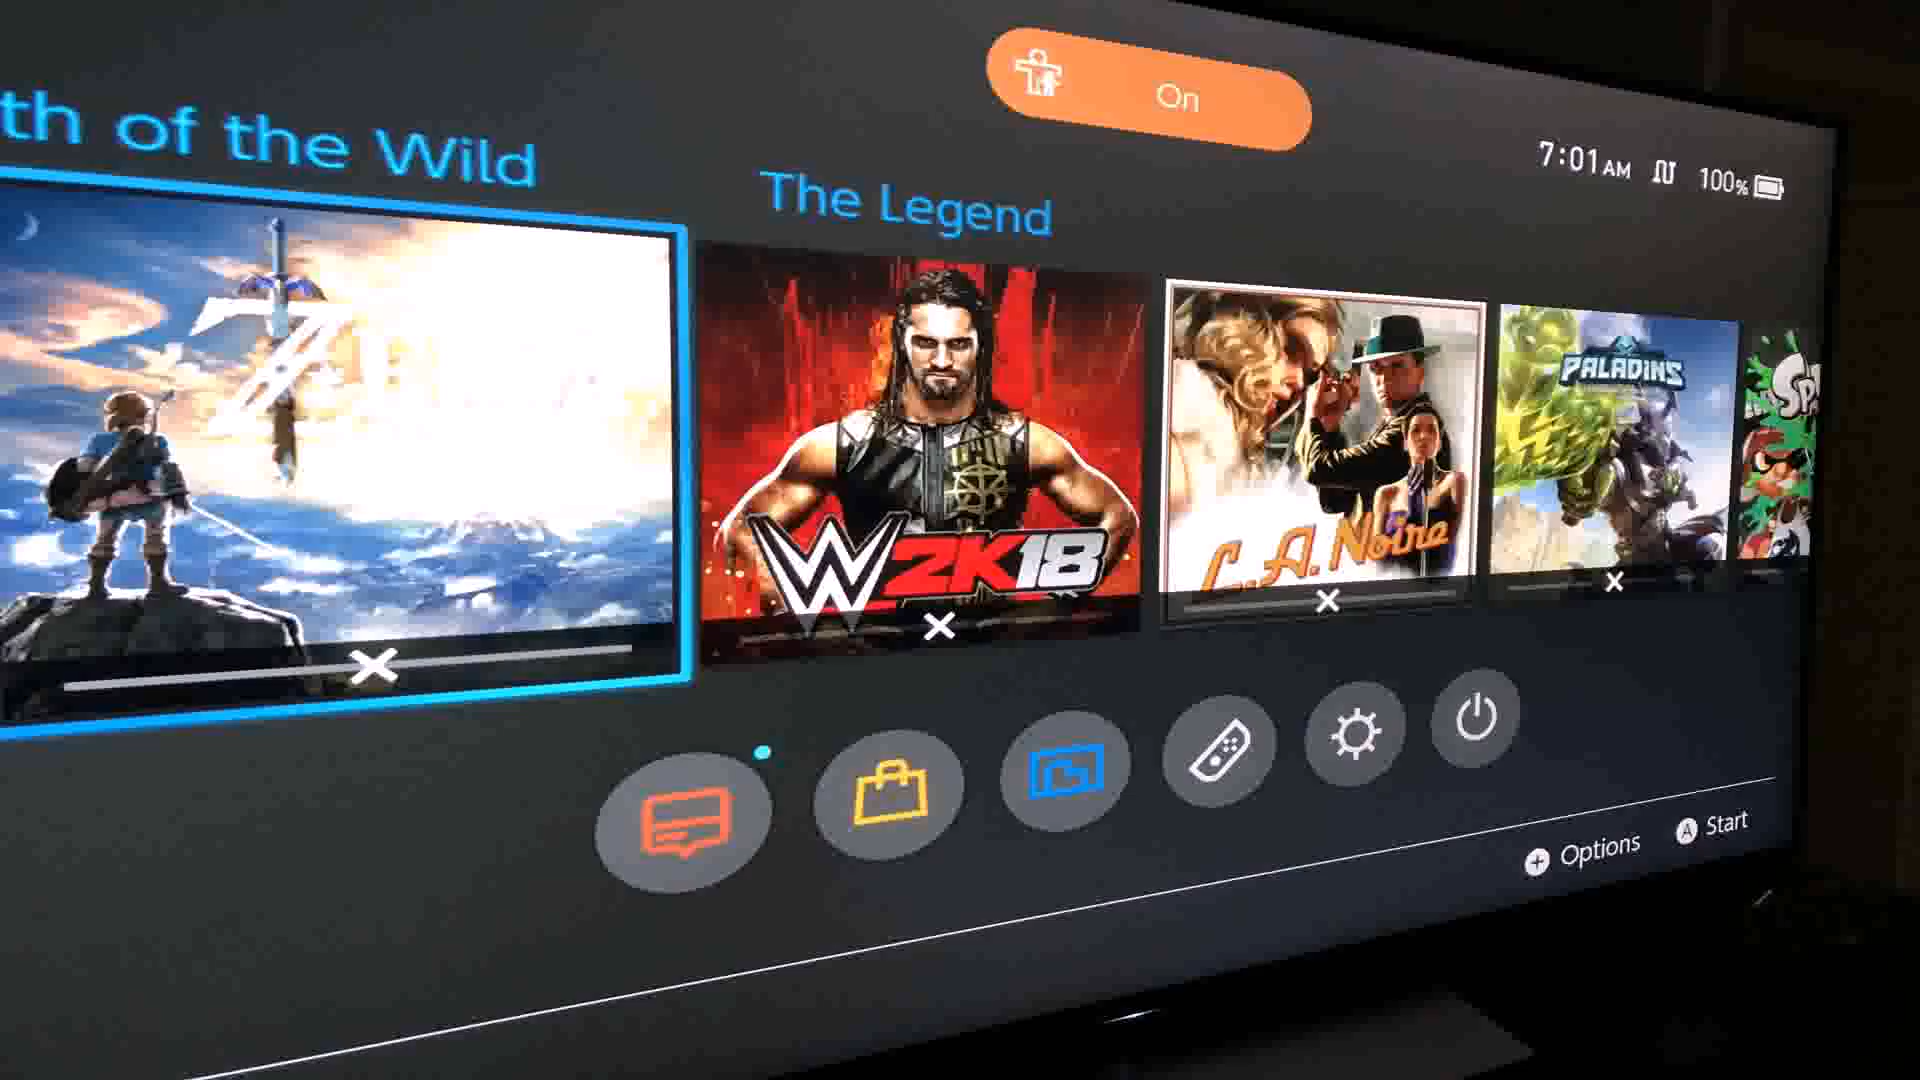 On
7:01 AM 100%
th of the Wild
The Legend
W 2K18
L.A. Noire
PALADINS
Options
A Start